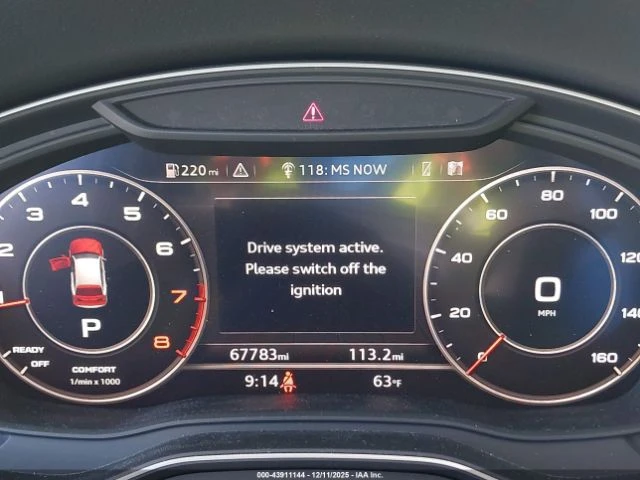 220 mi
118: MS NOW
1 2 3 4 5 6 7 8
P
READY
OFF
COMFORT
1/min x 1000
Drive system active.
Please switch off the
ignition
67783mi 113.2mi
9:14 63°F
0 20 40 60 80 100 120 140 160
0
MPH
000-43911144 - 12/11/2025 - IAA Inc.